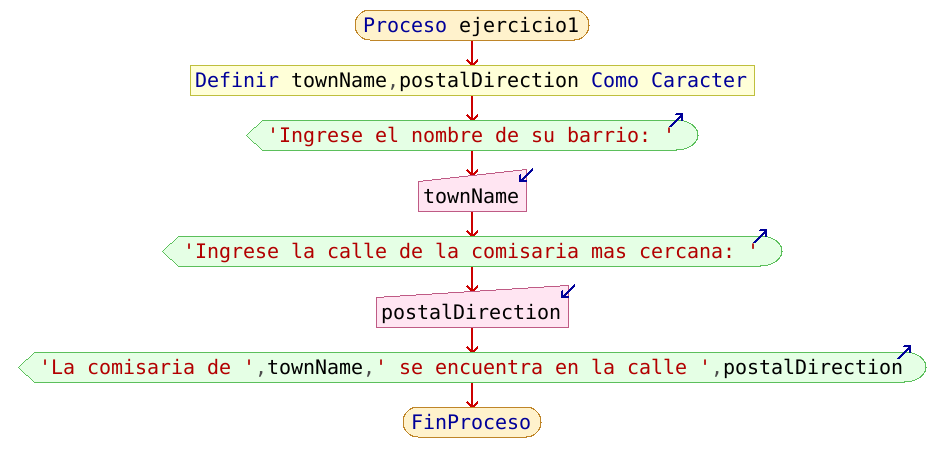 Proceso ejercicio1
Definir townName,postalDirection Como Caracter
'Ingrese el nombre de su barrio: '
townName
'Ingrese la calle de la comisaria mas cercana: '
postalDirection
'La comisaria de ',townName,' se encuentra en la calle ',postalDirection
FinProceso